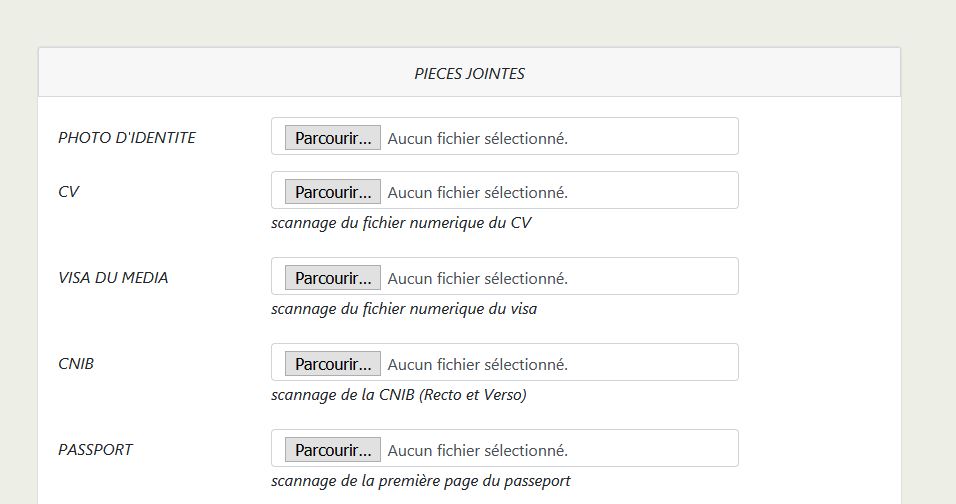 PIECES JOINTES
PHOTO D'IDENTITE Parcourir... Aucun fichier sélectionné.
CV Parcourir... Aucun fichier sélectionné.
scannage du fichier numerique du CV
VISA DU MEDIA Parcourir... Aucun fichier sélectionné.
scannage du fichier numerique du visa
CNIB Parcourir... Aucun fichier sélectionné.
scannage de la CNIB (Recto et Verso)
PASSPORT Parcourir... Aucun fichier sélectionné.
scannage de la première page du passeport